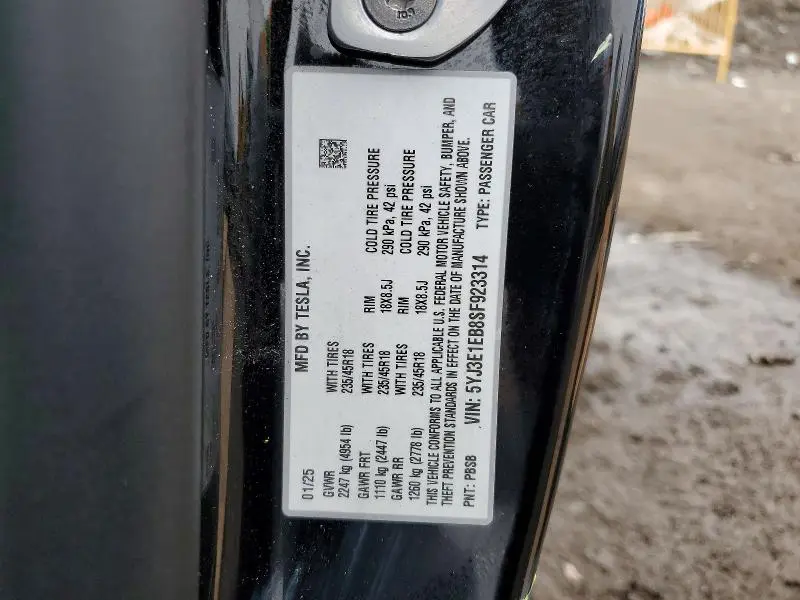 MFD BY TESLA, INC.
01/25
GVWR WITH TIRES
2247 kg (4954 lb) 235/45R18
GAWR FRT WITH TIRES RIM COLD TIRE PRESSURE
1110 kg (2447 lb) 235/45R18 18X8.5J 290 kPa, 42 psi
GAWR RR WITH TIRES RIM COLD TIRE PRESSURE
1260 kg (2778 lb) 235/45R18 18X8.5J 290 kPa, 42 psi
THIS VEHICLE CONFORMS TO ALL APPLICABLE U.S. FEDERAL MOTOR VEHICLE SAFETY, BUMPER, AND
THEFT PREVENTION STANDARDS IN EFFECT ON THE DATE OF MANUFACTURE SHOWN ABOVE.
VIN: 5YJ3E1EB8SF923314
PNT: PBSB TYPE: PASSENGER CAR